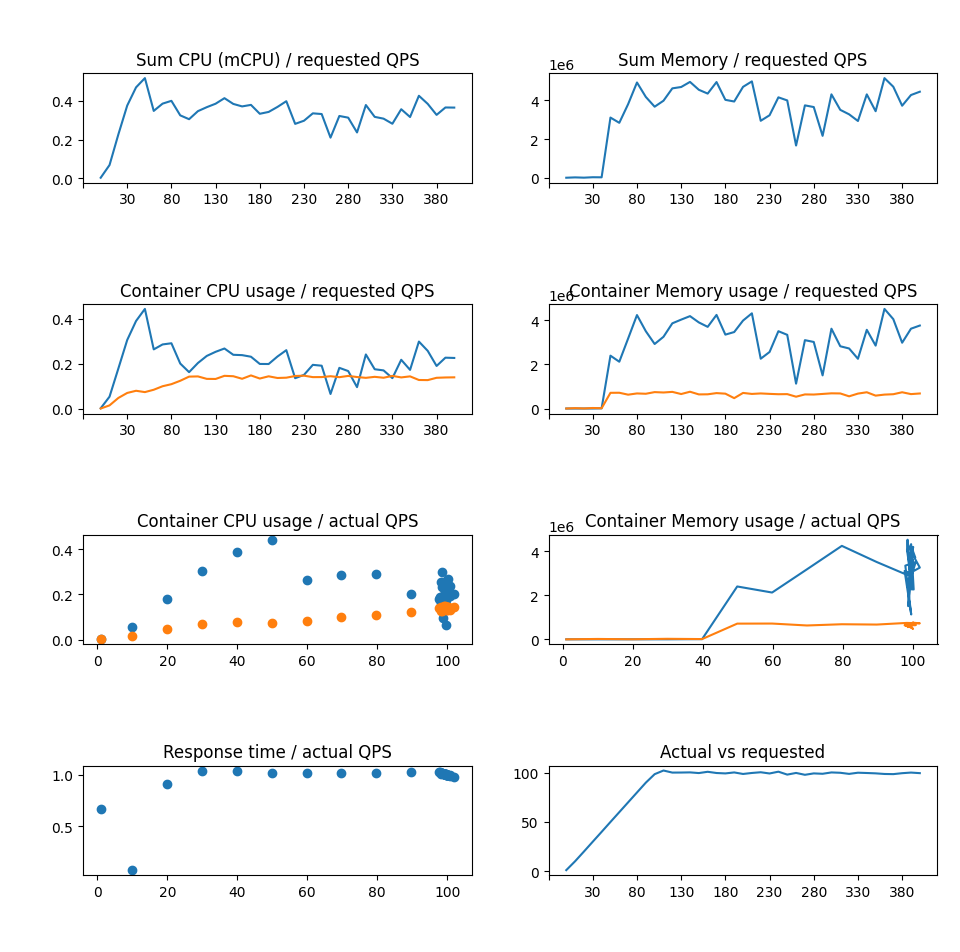 Sum CPU (mCPU) / requested QPS
0.4
0.2
0.0
30 80 130 180 230 280 330 380
Sum Memory / requested QPS
1e6
4
2
0
30 80 130 180 230 280 330 380
Container CPU usage / requested QPS
0.4
0.2
0.0
30 80 130 180 230 280 330 380
Container Memory usage / requested QPS
1e6
4
2
0
30 80 130 180 230 280 330 380
Container CPU usage / actual QPS
0.4
0.2
0.0
0 20 40 60 80 100
Container Memory usage / actual QPS
1e6
4
2
0
0 20 40 60 80 100
Response time / actual QPS
1.0
0.5
0 20 40 60 80 100
Actual vs requested
100
50
0
30 80 130 180 230 280 330 380